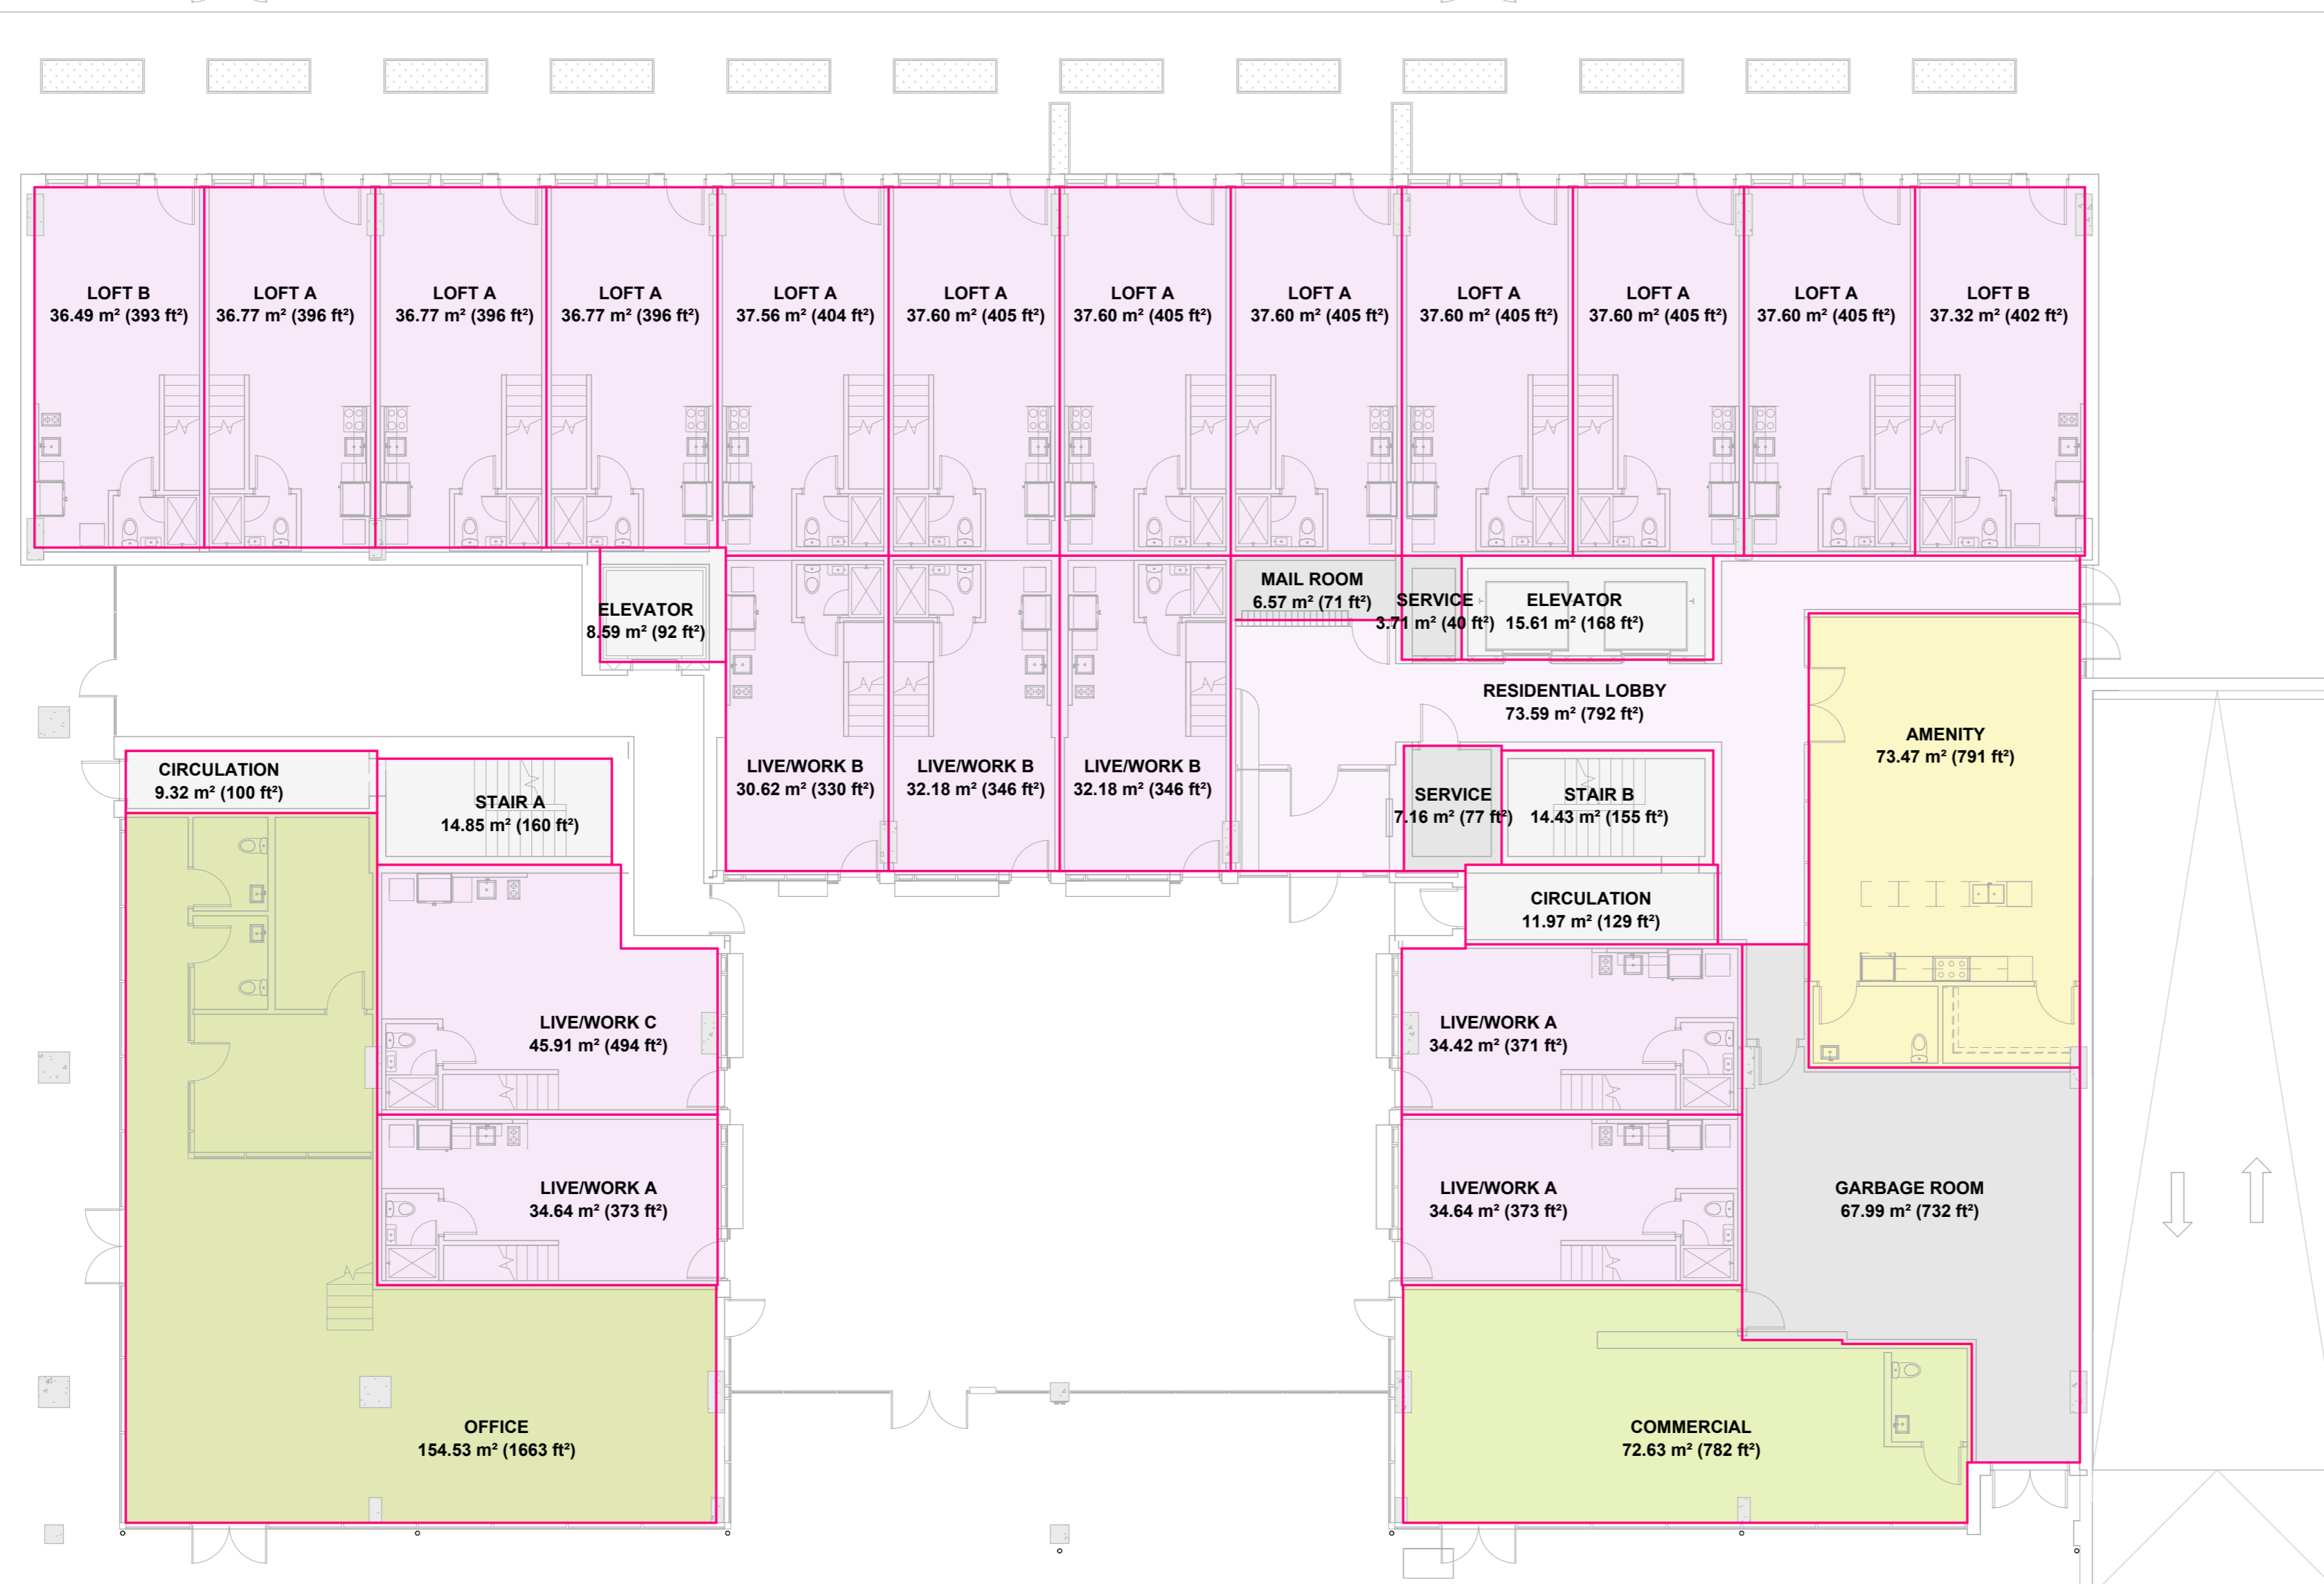 LOFT B
36.49 m² (393 ft²)
LOFT A
36.77 m² (396 ft²)
LOFT A
36.77 m² (396 ft²)
LOFT A
36.77 m² (396 ft²)
LOFT A
37.56 m² (404 ft²)
LOFT A
37.60 m² (405 ft²)
LOFT A
37.60 m² (405 ft²)
LOFT A
37.60 m² (405 ft²)
LOFT A
37.60 m² (405 ft²)
LOFT A
37.60 m² (405 ft²)
LOFT A
37.60 m² (405 ft²)
LOFT B
37.32 m² (402 ft²)
ELEVATOR
8.59 m² (92 ft²)
MAIL ROOM
6.57 m² (71 ft²)
SERVICE
3.71 m² (40 ft²)
ELEVATOR
15.61 m² (168 ft²)
RESIDENTIAL LOBBY
73.59 m² (792 ft²)
AMENITY
73.47 m² (791 ft²)
CIRCULATION
9.32 m² (100 ft²)
STAIR A
14.85 m² (160 ft²)
LIVE/WORK B
30.62 m² (330 ft²)
LIVE/WORK B
32.18 m² (346 ft²)
LIVE/WORK B
32.18 m² (346 ft²)
SERVICE
7.16 m² (77 ft²)
STAIR B
14.43 m² (155 ft²)
CIRCULATION
11.97 m² (129 ft²)
LIVE/WORK C
45.91 m² (494 ft²)
LIVE/WORK A
34.42 m² (371 ft²)
LIVE/WORK A
34.64 m² (373 ft²)
LIVE/WORK A
34.64 m² (373 ft²)
GARBAGE ROOM
67.99 m² (732 ft²)
OFFICE
154.53 m² (1663 ft²)
COMMERCIAL
72.63 m² (782 ft²)